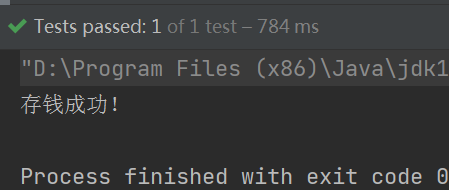 Tests passed: 1 of 1 test – 784 ms
"D:\Program Files (x86)\Java\jdk1
存钱成功!
Process finished with exit code 0